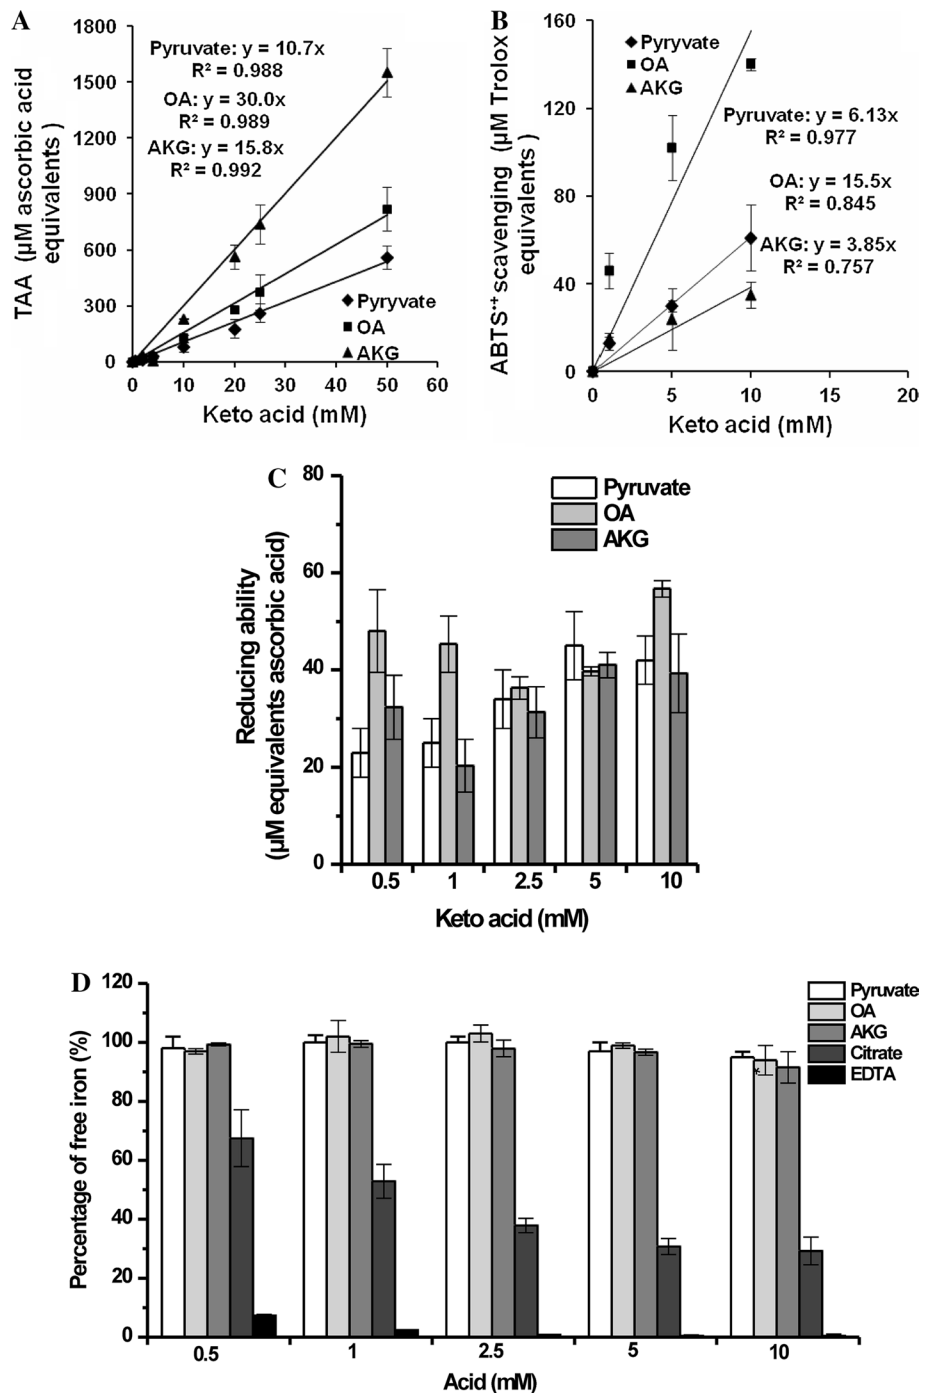 A
TAA (µM ascorbic acid
equivalents )
1800
1500
1200
900
600
300
0
Pyruvate: y = 10.7x
R² = 0.988
OA: y = 30.0x
R² = 0.989
AKG: y = 15.8x
R² = 0.992
Pyryvate
OA
AKG
0 10 20 30 40 50 60
Keto acid (mM)
B
ABTS•+ scavenging (µM Trolox
equivalents )
160
120
80
40
0
Pyryvate
OA
AKG
Pyruvate: y = 6.13x
R² = 0.977
OA: y = 15.5x
R² = 0.845
AKG: y = 3.85x
R² = 0.757
0 5 10 15 20
Keto acid (mM)
C
Reducing ability
(µM equivalents ascorbic acid)
80
60
40
20
0
Pyruvate
OA
AKG
0.5 1 2.5 5 10
Keto acid (mM)
D
Percentage of free iron (%)
120
100
80
60
40
20
0
Pyruvate
OA
AKG
Citrate
EDTA
*
0.5 1 2.5 5 10
Acid (mM)